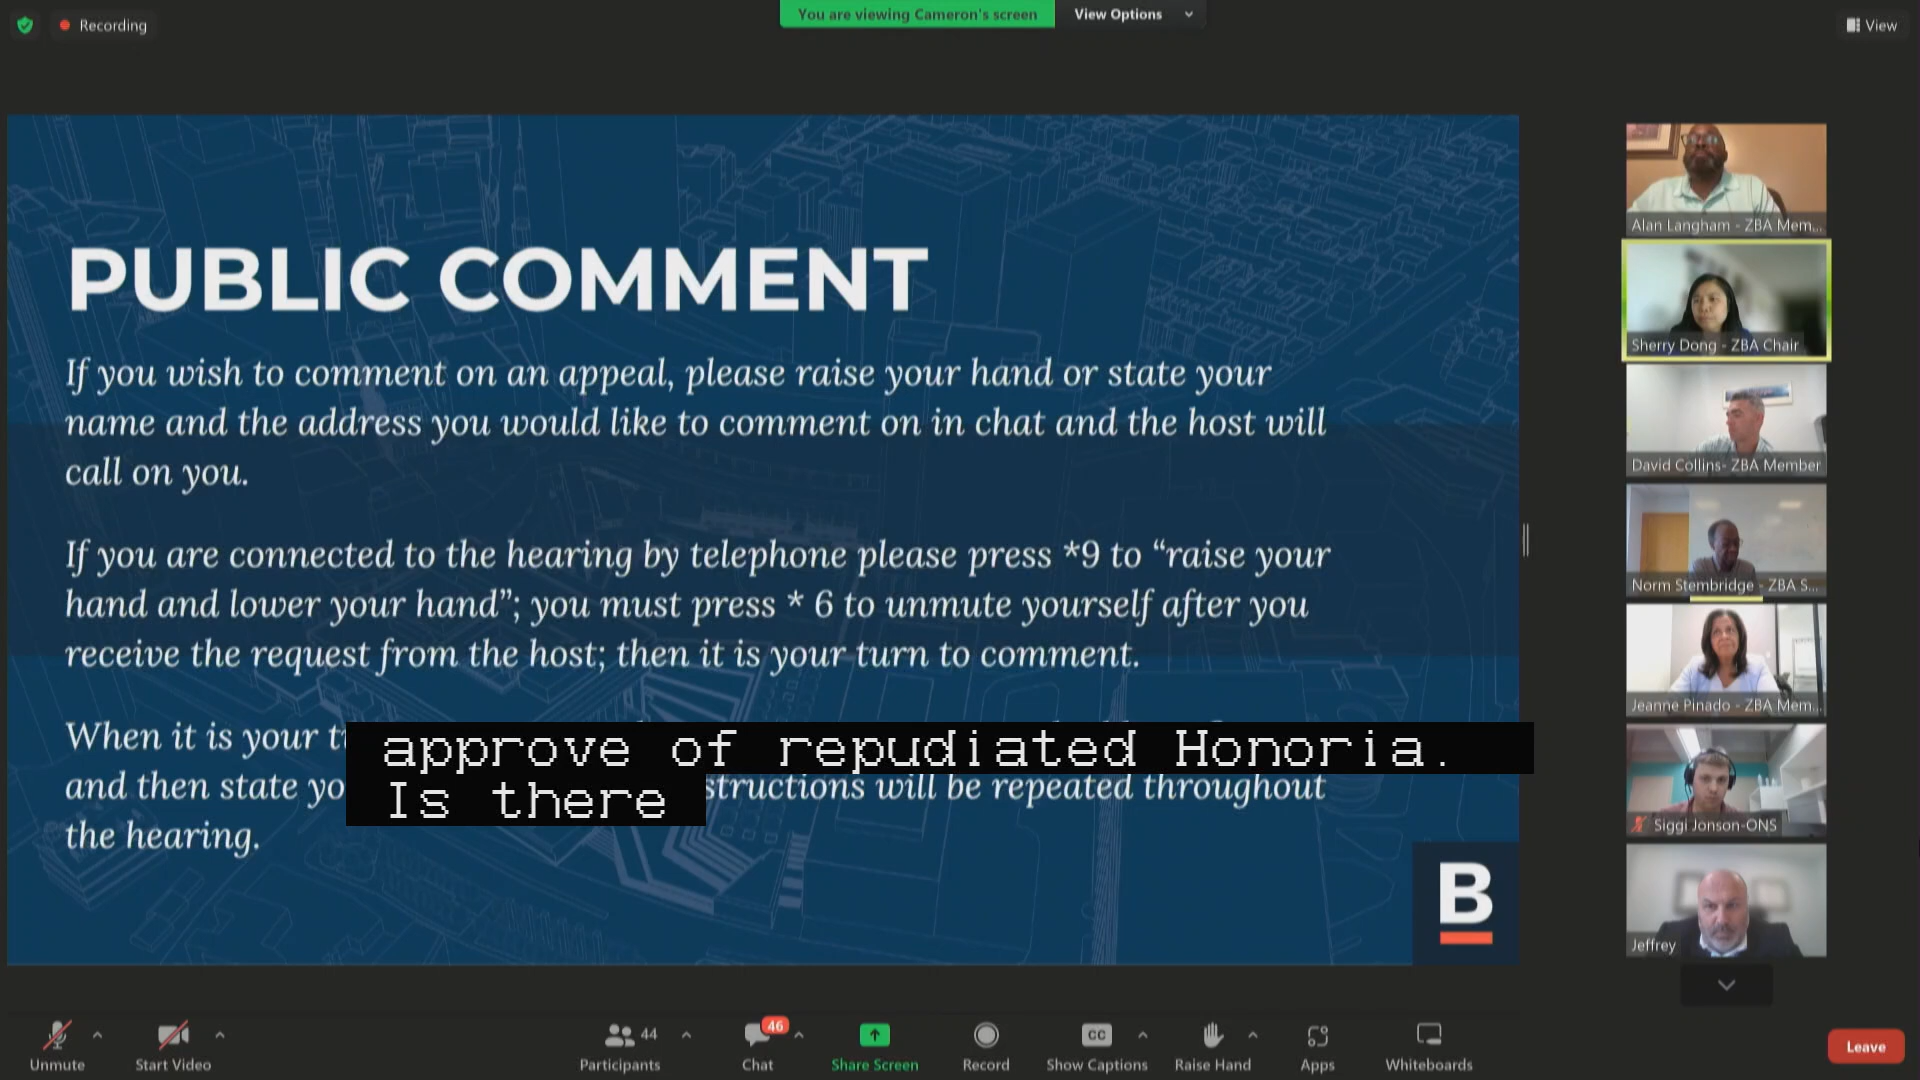 Recording
You are viewing Cameron's screen
View Options
View
PUBLIC COMMENT
If you wish to comment on an appeal, please raise your hand or state your
name and the address you would like to comment on in chat and the host will
call on you.
If you are connected to the hearing by telephone please press *9 to “raise your
hand and lower your hand”; you must press * 6 to unmute yourself after you
receive the request from the host; then it is your turn to comment.
When it is your
and then state structions will be repeated throughout
the hearing.
approve of repudiated Honoria.
Is there
B
Alan Langham - ZBA Mem...
Sherry Dong - ZBA Chair
David Collins- ZBA Member
Norm Stembridge - ZBA S...
Jeanne Pinado - ZBA Mem...
Siggi Jonson-ONS
Jeffrey
Unmute
Start Video
44
Participants
46
Chat
Share Screen
Record
CC
Show Captions
Raise Hand
Apps
Whiteboards
Leave